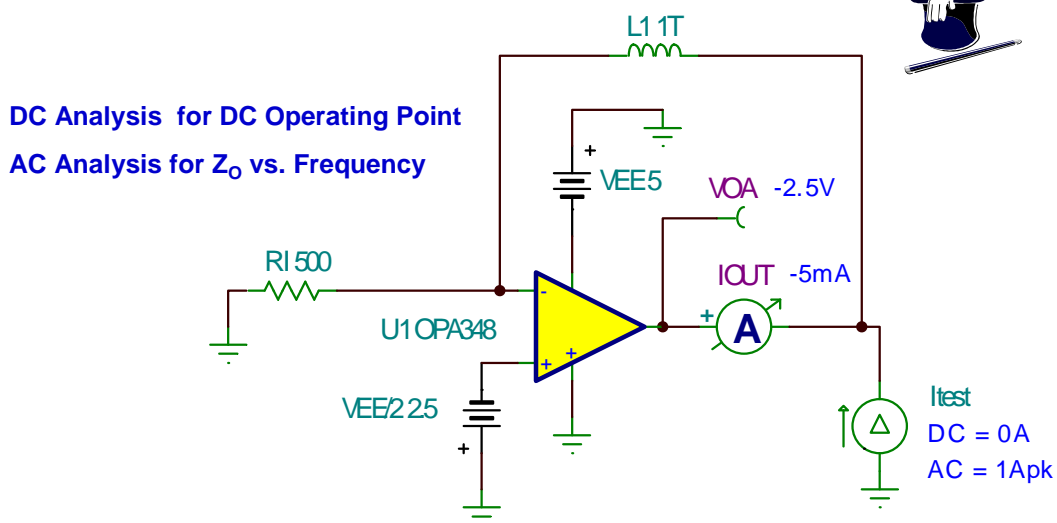 L1 1T
DC Analysis for DC Operating Point
AC Analysis for ZO vs. Frequency
+
VEE 5
VOA -2.5V
RI 500
IOUT -5mA
-
+
A
U1 OPA348
+
+
VEE/2 2.5
+
Itest
DC = 0A
AC = 1Apk